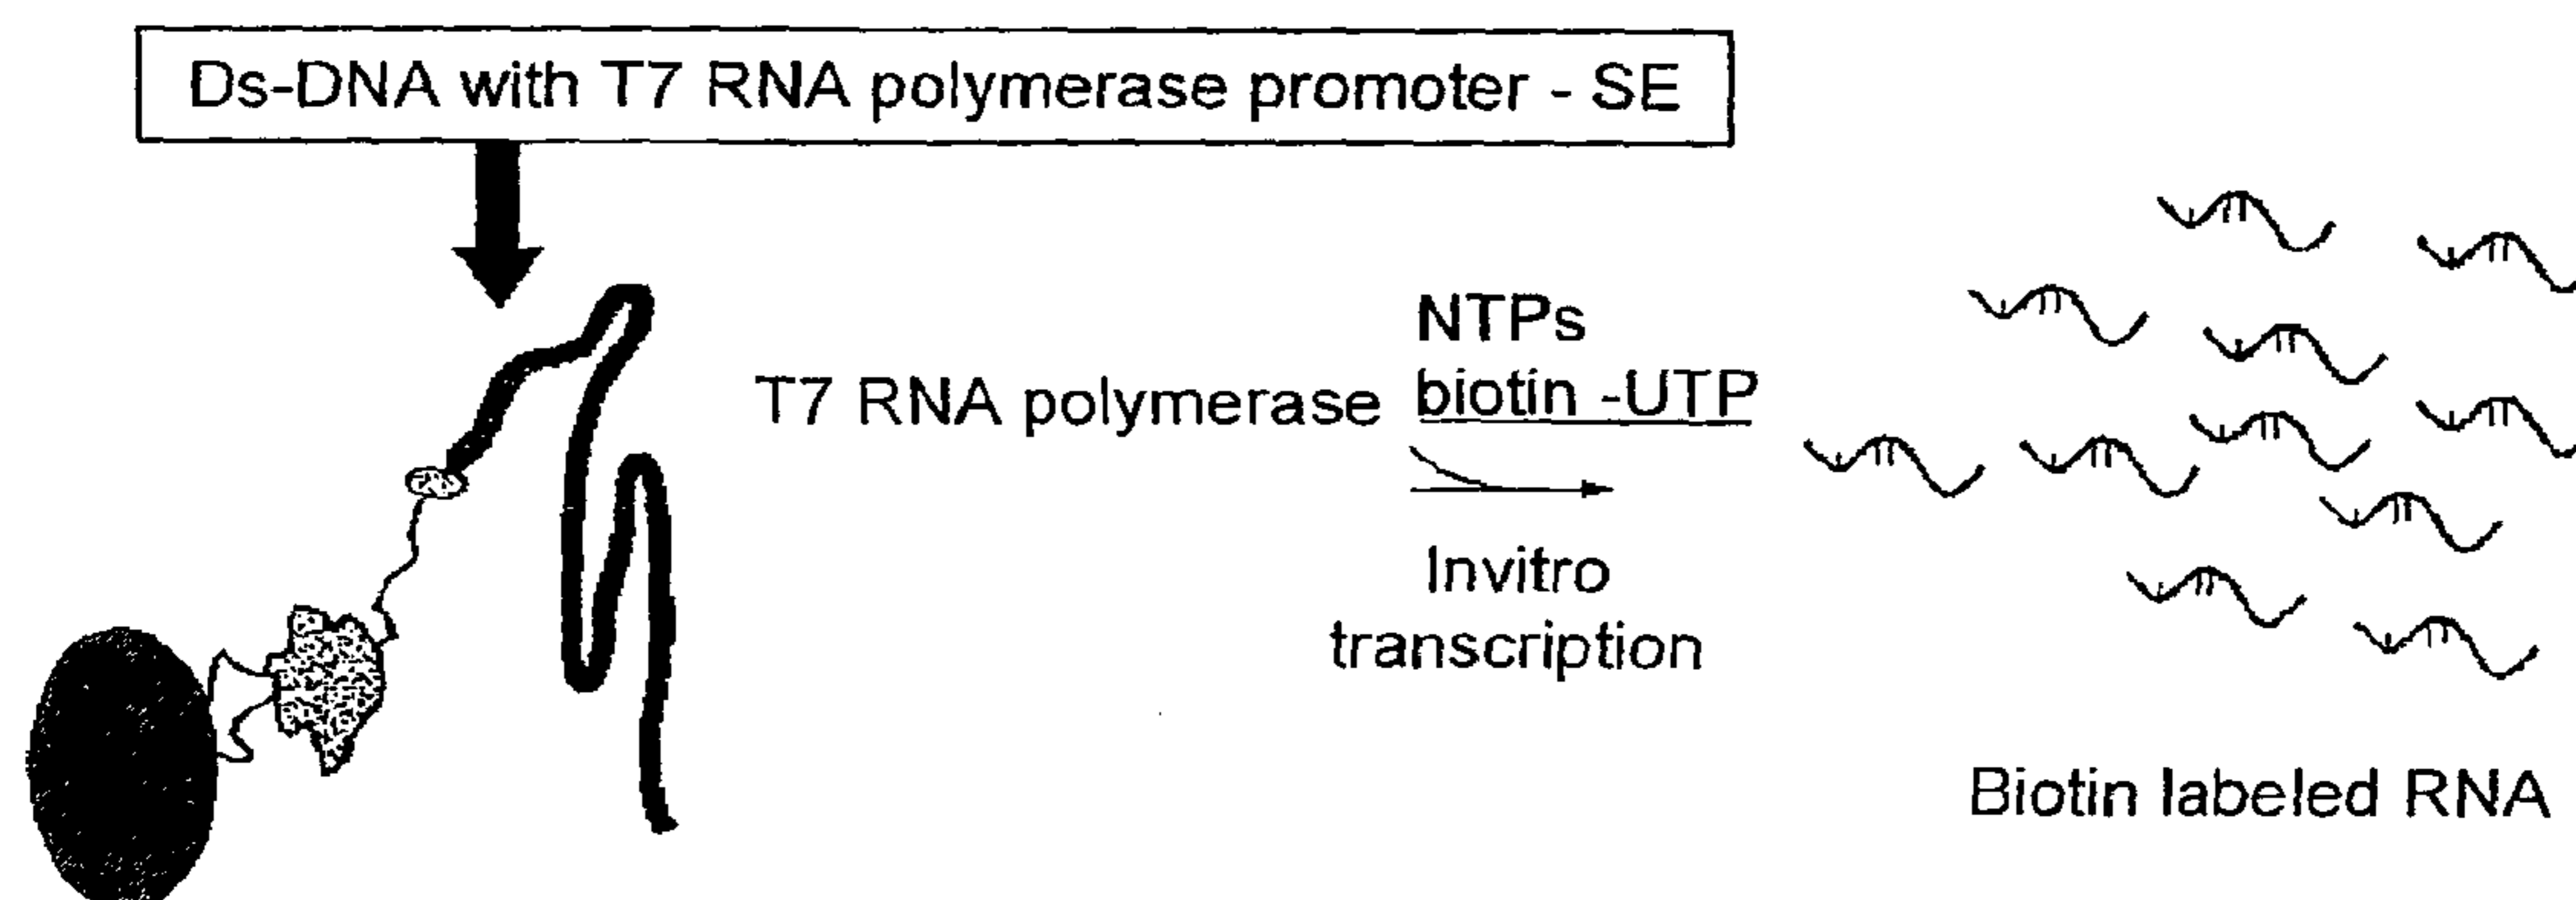 Ds-DNA with T7 RNA polymerase promoter - SE
NTPs
T7 RNA polymerase biotin -UTP
Invitro
transcription
Biotin labeled RNA